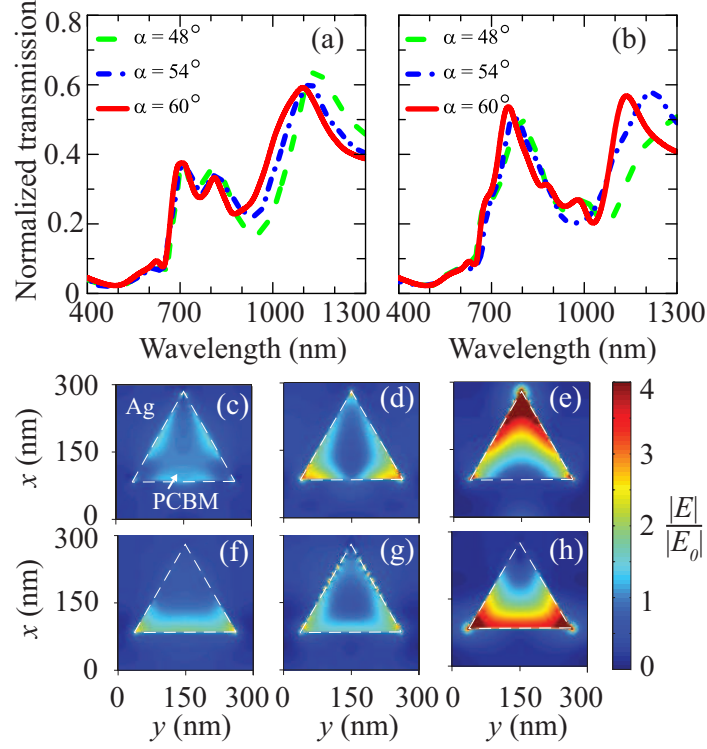 Normalized transmission
0.8
0.6
0.4
0.2
0
α = 48°
α = 54°
α = 60°
(a)
400
700
1000
1300
Wavelength (nm)
α = 48°
α = 54°
α = 60°
(b)
400
700
1000
1300
Wavelength (nm)
x (nm)
300
150
0
Ag
PCBM
(c)
(d)
(e)
x (nm)
300
150
0
(f)
(g)
(h)
0 150 300
0 150 300
0 150 300
y (nm)
y (nm)
y (nm)
4
3
2
1
0
|E|
|E0|